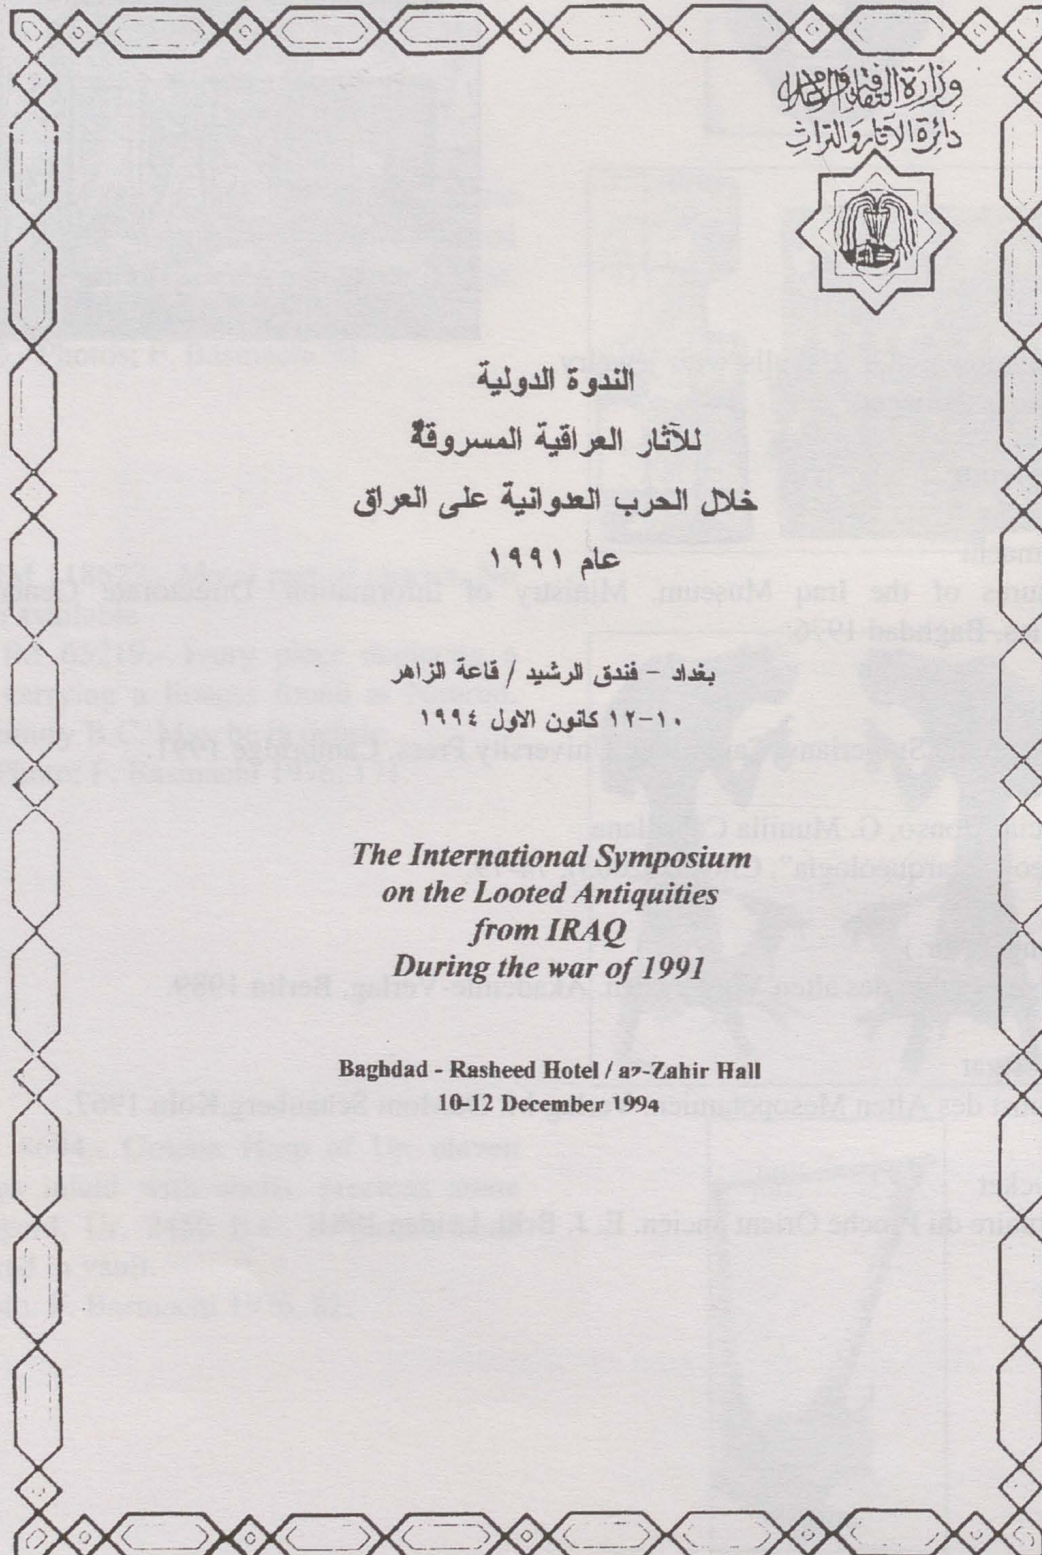 وزارة الثقافة والاعلام
دائرة الآثار والتراث
الندوة الدولية
للآثار العراقية المسروقة
خلال الحرب العدوانية على العراق
عام ١٩٩١
بغداد - فندق الرشيد / قاعة الزاهر
١٠-١٢ كانون الاول ١٩٩٤
The International Symposium
on the Looted Antiquities
from IRAQ
During the war of 1991
Baghdad - Rasheed Hotel / az-Zahir Hall
10-12 December 1994